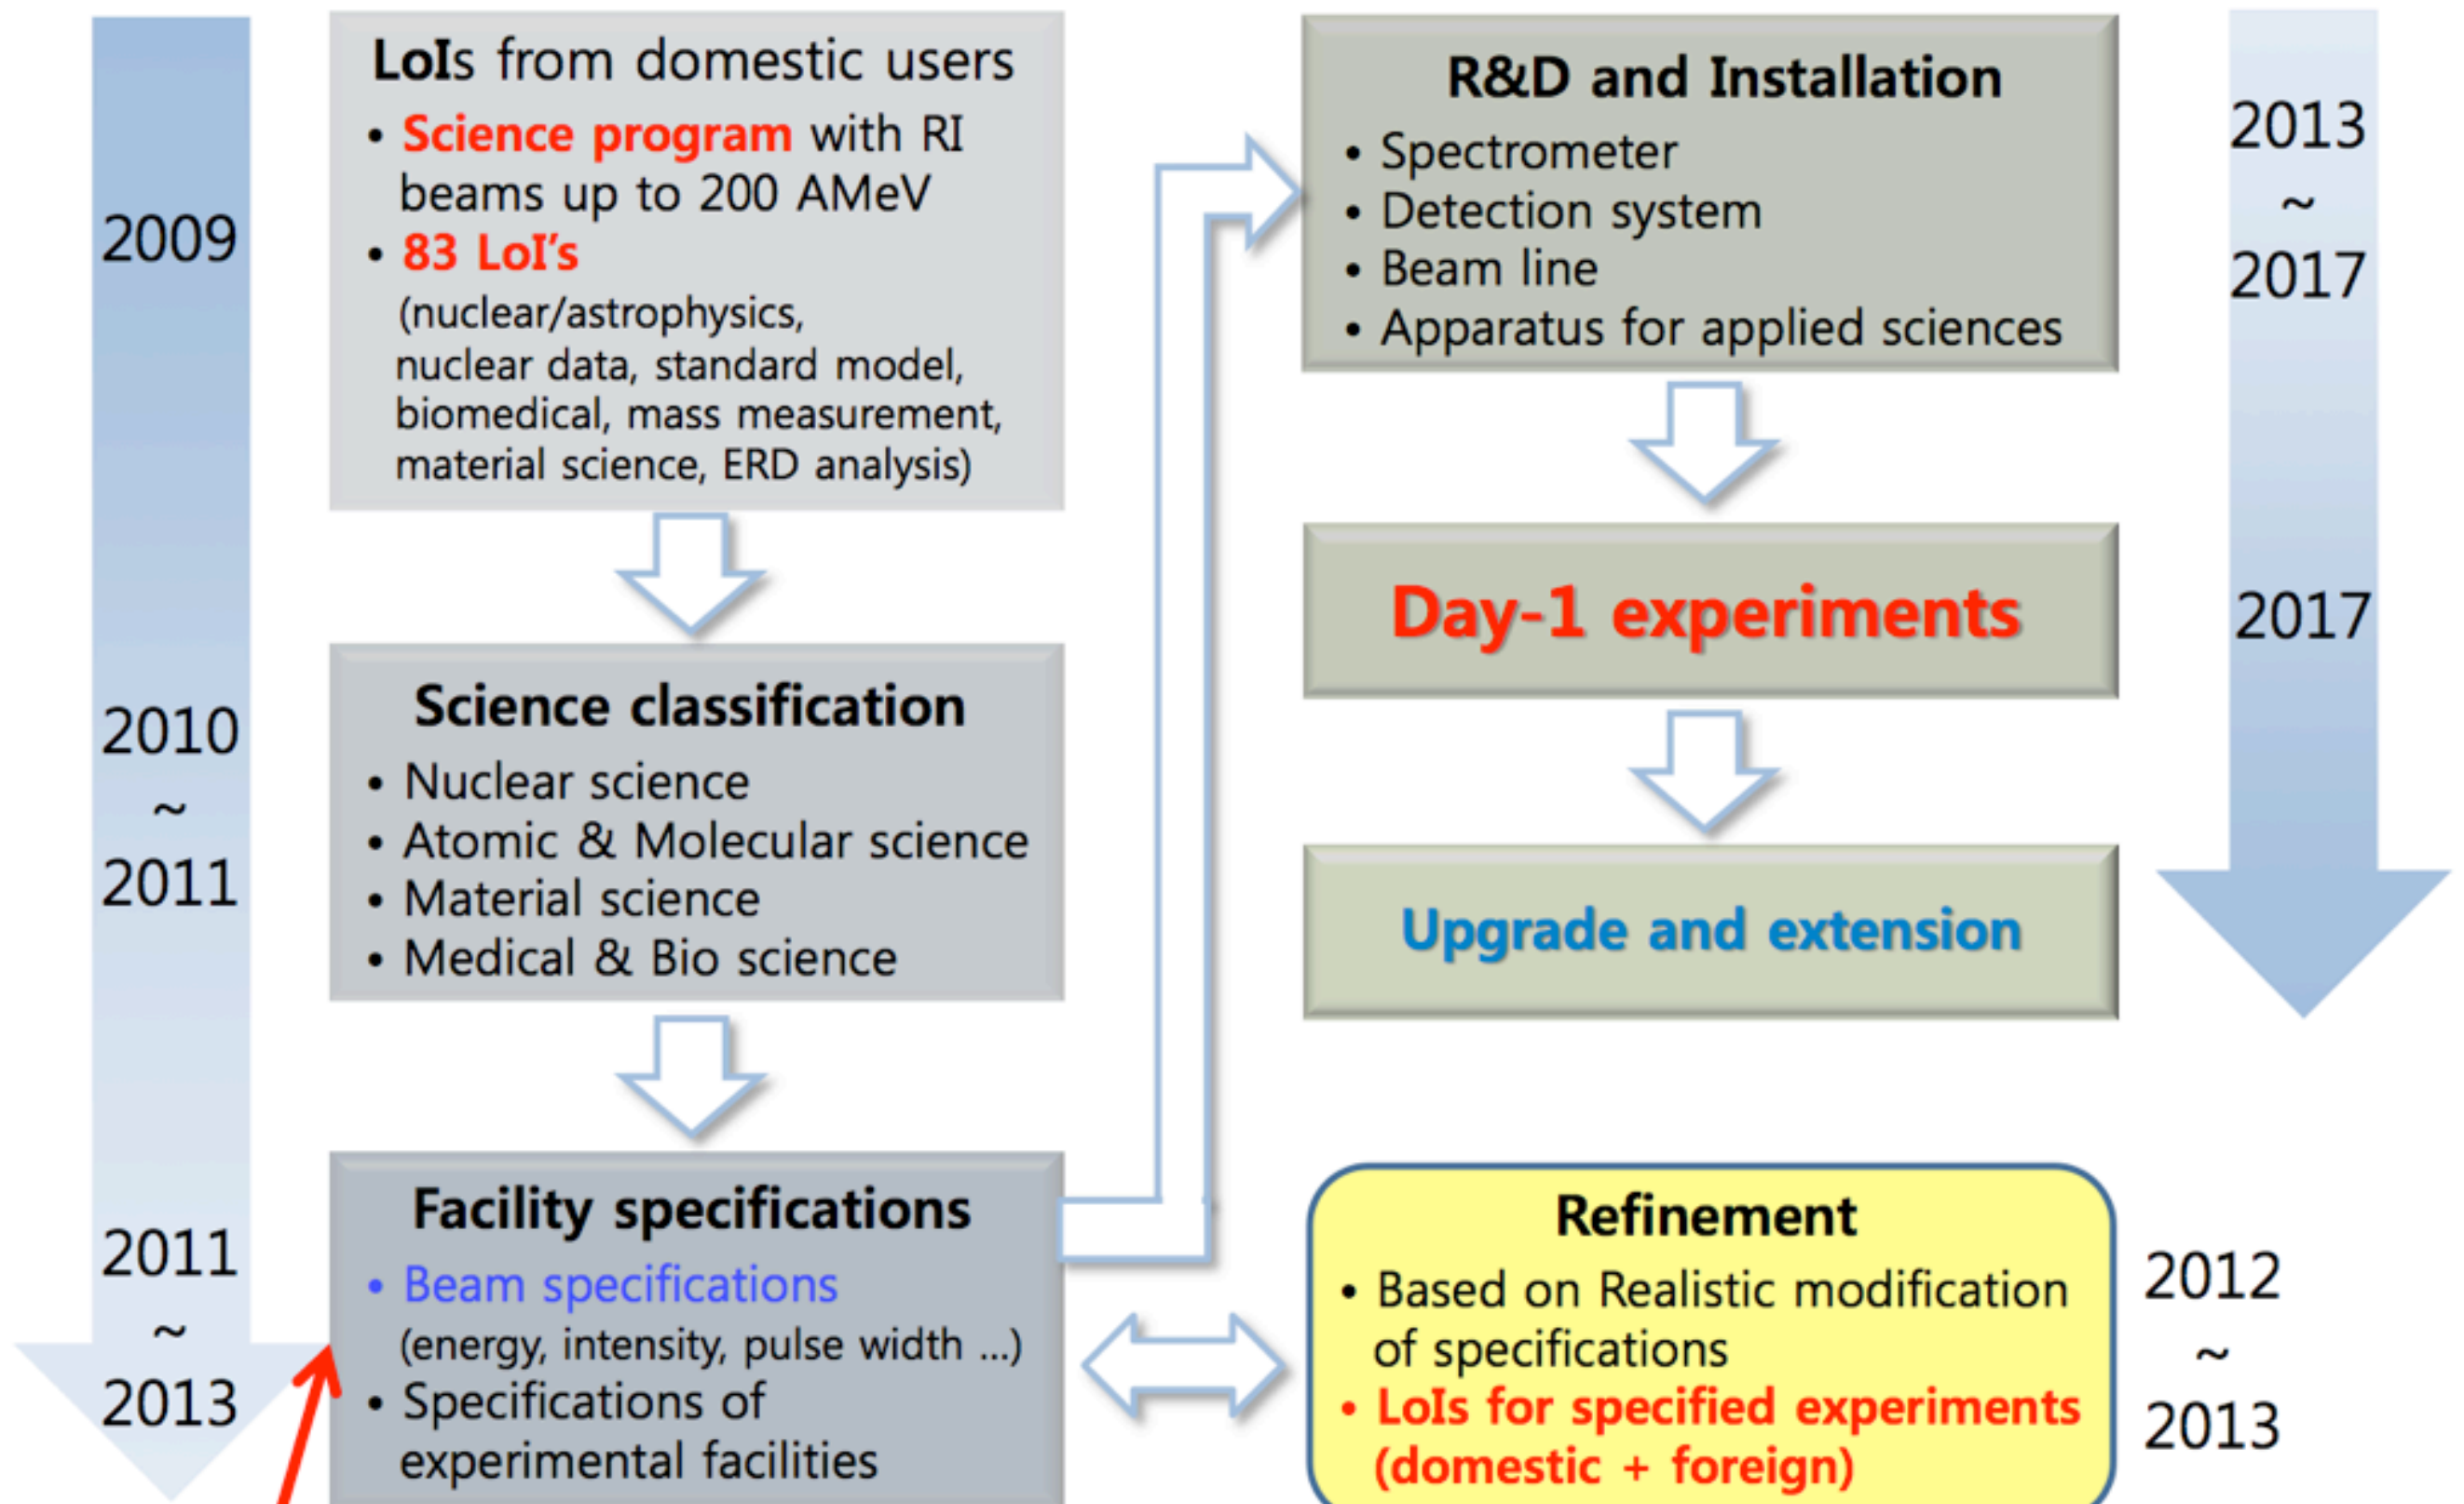 2009
LoIs from domestic users
• Science program with RI
beams up to 200 AMeV
• 83 LoI's
(nuclear/astrophysics,
nuclear data, standard model,
biomedical, mass measurement,
material science, ERD analysis)
2010
~
2011
Science classification
• Nuclear science
• Atomic & Molecular science
• Material science
• Medical & Bio science
2011
~
2013
Facility specifications
• Beam specifications
(energy, intensity, pulse width ...)
• Specifications of
experimental facilities
R&D and Installation
• Spectrometer
• Detection system
• Beam line
• Apparatus for applied sciences
2013
~
2017
Day-1 experiments
2017
Upgrade and extension
Refinement
• Based on Realistic modification
of specifications
• LoIs for specified experiments
(domestic + foreign)
2012
~
2013